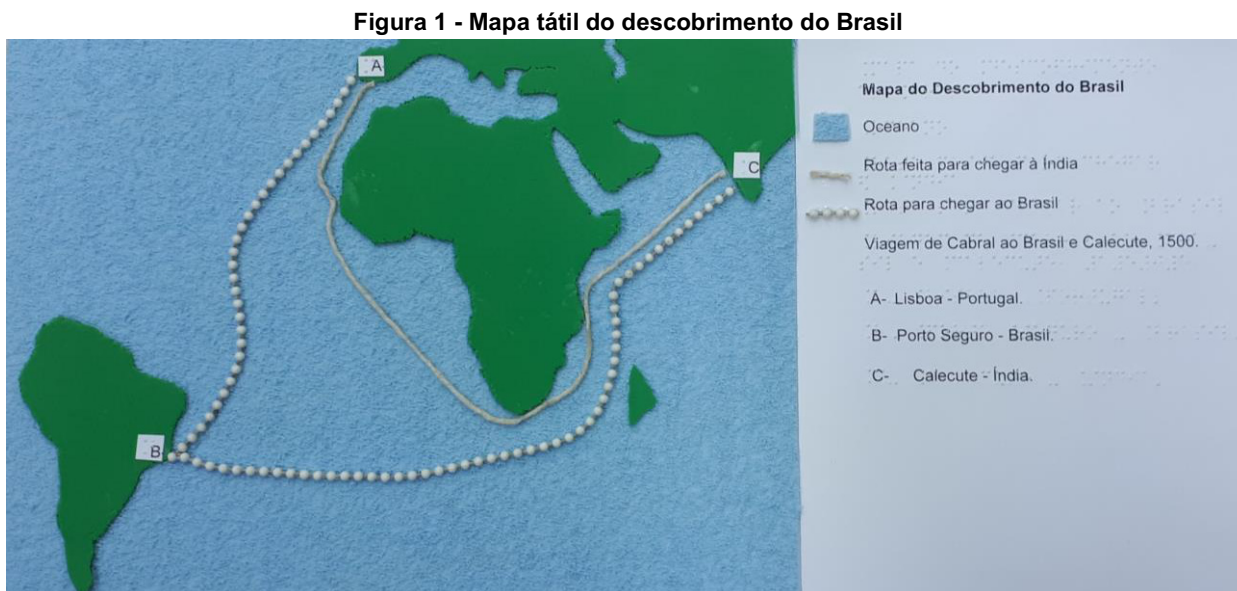 Figura 1 - Mapa tátil do descobrimento do Brasil
A
C
B
Mapa do Descobrimento do Brasil
Oceano
Rota feita para chegar à Índia
Rota para chegar ao Brasil
Viagem de Cabral ao Brasil e Calecute, 1500.
A- Lisboa - Portugal.
B- Porto Seguro - Brasil.
C- Calecute - Índia.